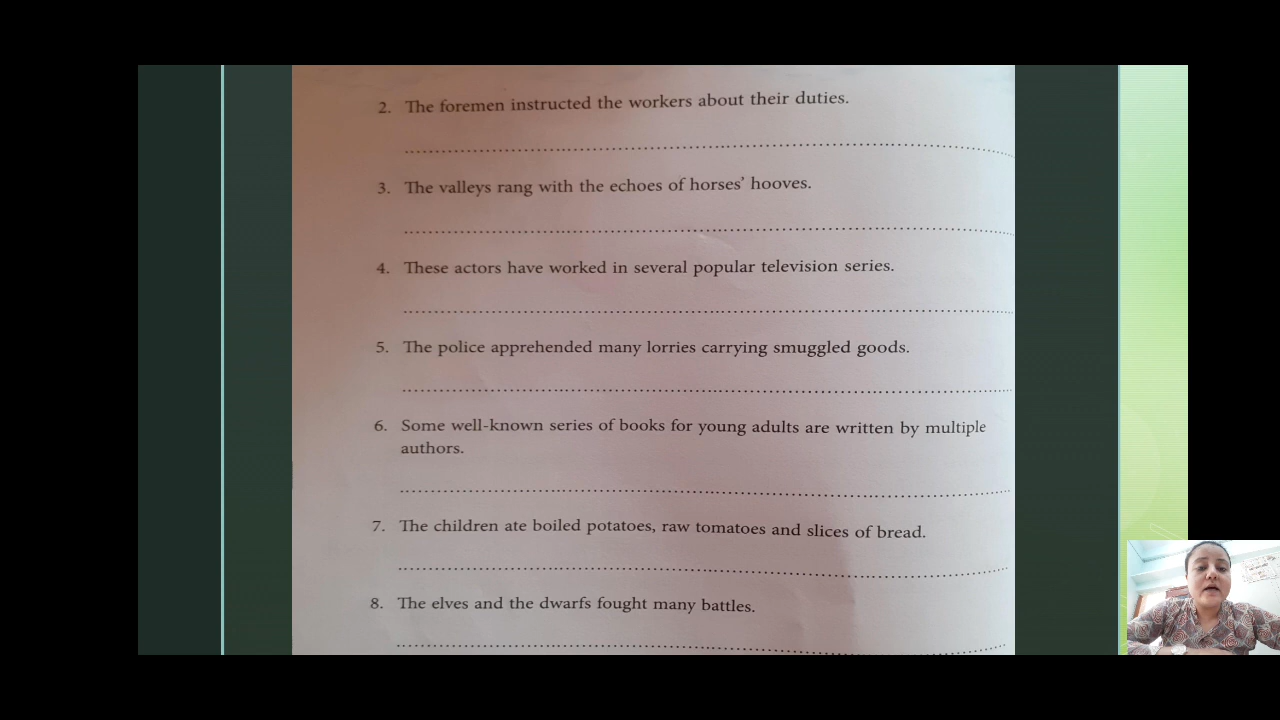 2. The foremen instructed the workers about their duties.
3. The valleys rang with the echoes of horses’ hooves.
4. These actors have worked in several popular television series.
5. The police apprehended many lorries carrying smuggled goods.
6. Some well-known series of books for young adults are written by multiple
authors.
7. The children ate boiled potatoes, raw tomatoes and slices of bread.
8. The elves and the dwarfs fought many battles.